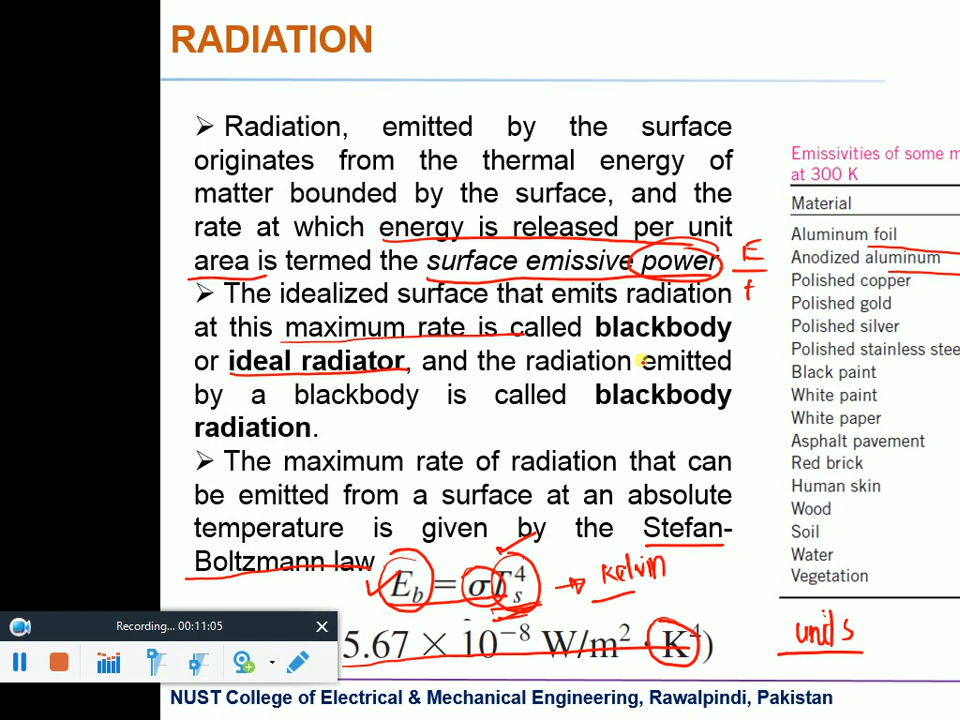 RADIATION
➢ Radiation, emitted by the surface
originates from the thermal energy of
matter bounded by the surface, and the
rate at which energy is released per unit
area is termed the surface emissive power
E
t
➢ The idealized surface that emits radiation
at this maximum rate is called blackbody
or ideal radiator, and the radiation emitted
by a blackbody is called blackbody
radiation.
➢ The maximum rate of radiation that can
be emitted from a surface at an absolute
temperature is given by the Stefan-
Boltzmann law
E_b = σT_s^4 → Kelvin
5.67 × 10^−8 W/m^2 · K^4)
units
Emissivities of some m
at 300 K
Material
Aluminum foil
Anodized aluminum
Polished copper
Polished gold
Polished silver
Polished stainless stee
Black paint
White paint
White paper
Asphalt pavement
Red brick
Human skin
Wood
Soil
Water
Vegetation
Recording... 00:11:05
NUST College of Electrical & Mechanical Engineering, Rawalpindi, Pakistan